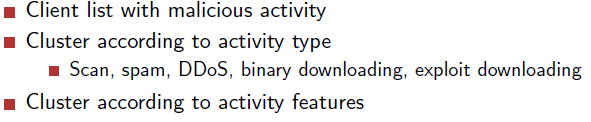 Client list with malicious activity
Cluster according to activity type
Scan, spam, DDoS, binary downloading, exploit downloading
Cluster according to activity features